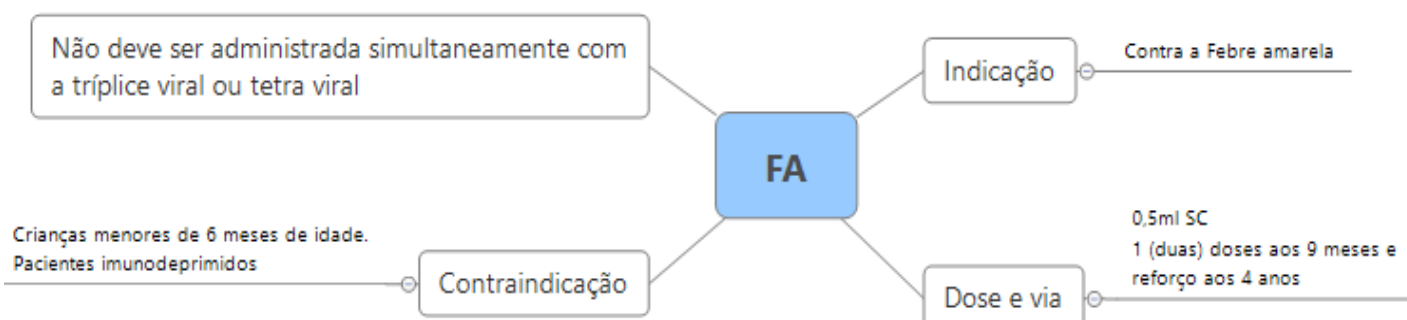 Não deve ser administrada simultaneamente com
a tríplice viral ou tetra viral
Indicação
Contra a Febre amarela
FA
Crianças menores de 6 meses de idade.
Pacientes imunodeprimidos
Contraindicação
Dose e via
0,5ml SC
1 (duas) doses aos 9 meses e
reforço aos 4 anos